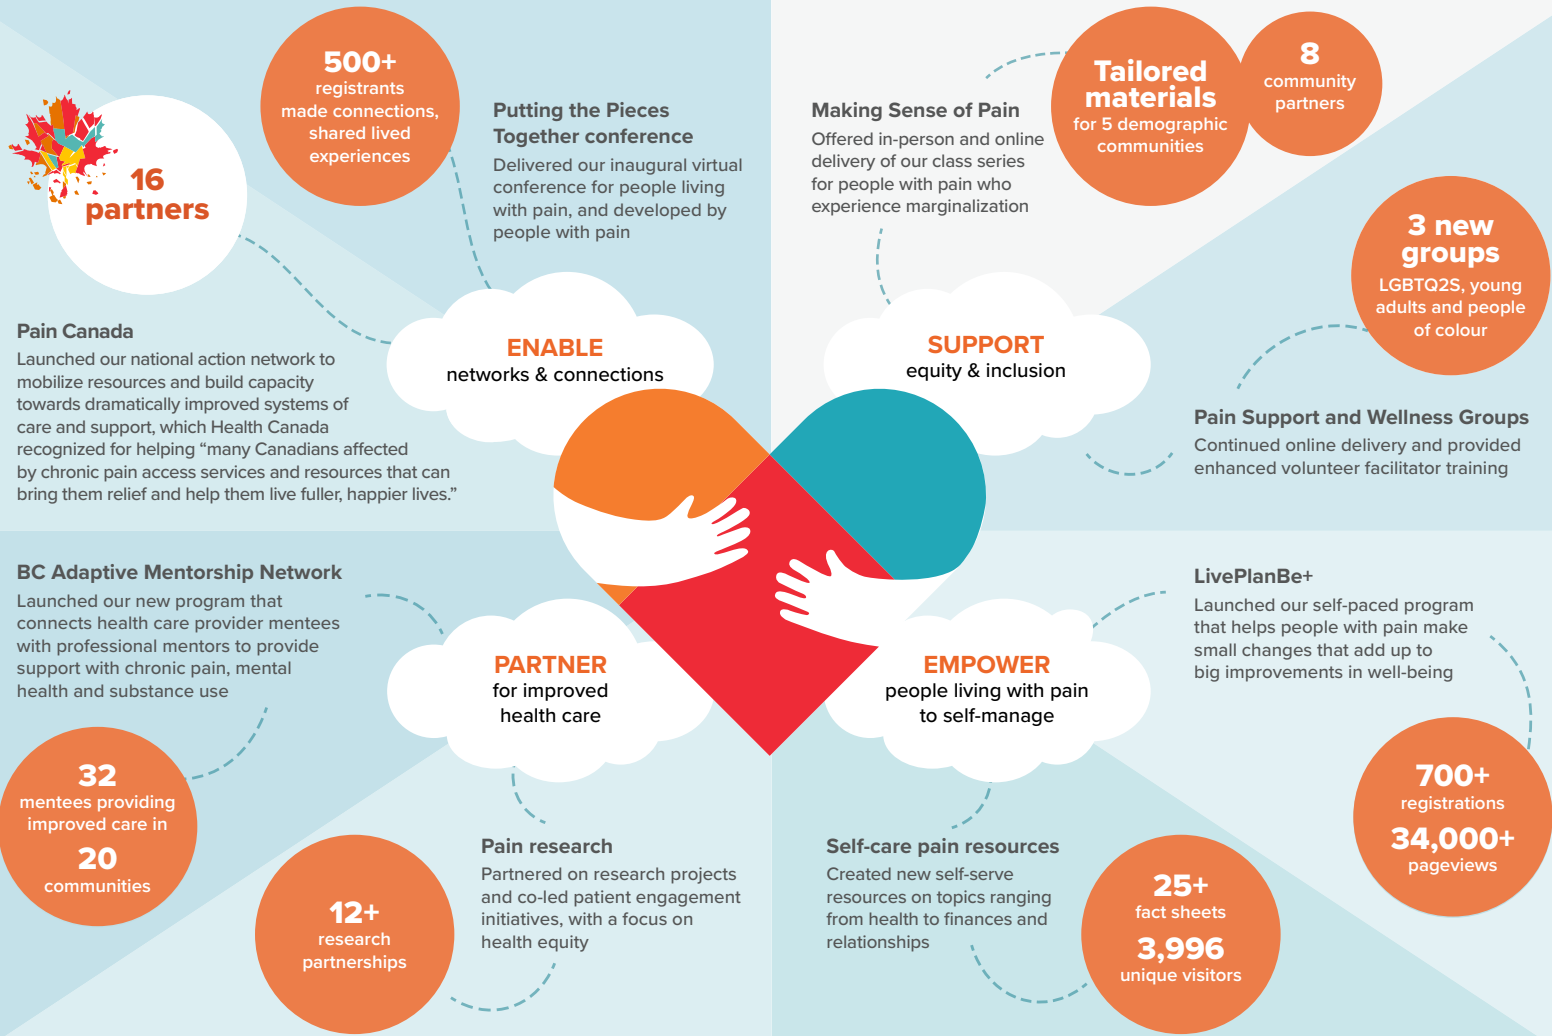 16
partners
500+
registrants
made connections,
shared lived
experiences
Putting the Pieces
Together conference
Delivered our inaugural virtual
conference for people living
with pain, and developed by
people with pain
Pain Canada
Launched our national action network to
mobilize resources and build capacity
towards dramatically improved systems of
care and support, which Health Canada
recognized for helping “many Canadians affected
by chronic pain access services and resources that can
bring them relief and help them live fuller, happier lives.”
ENABLE
networks & connections
Making Sense of Pain
Offered in-person and online
delivery of our class series
for people with pain who
experience marginalization
Tailored
materials
for 5 demographic
communities
8
community
partners
3 new
groups
LGBTQ2S, young
adults and people
of colour
SUPPORT
equity & inclusion
Pain Support and Wellness Groups
Continued online delivery and provided
enhanced volunteer facilitator training
BC Adaptive Mentorship Network
Launched our new program that
connects health care provider mentees
with professional mentors to provide
support with chronic pain, mental
health and substance use
32
mentees providing
improved care in
20
communities
PARTNER
for improved
health care
12+
research
partnerships
Pain research
Partnered on research projects
and co-led patient engagement
initiatives, with a focus on
health equity
EMPOWER
people living with pain
to self-manage
LivePlanBe+
Launched our self-paced program
that helps people with pain make
small changes that add up to
big improvements in well-being
700+
registrations
34,000+
pageviews
Self-care pain resources
Created new self-serve
resources on topics ranging
from health to finances and
relationships
25+
fact sheets
3,996
unique visitors